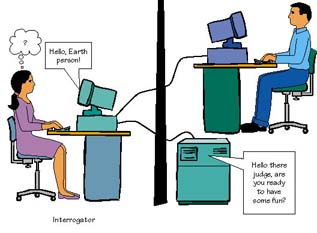 ?
Hello, Earth
person!
Hello there
judge, are
you ready
to have
some fun?
Interrogator